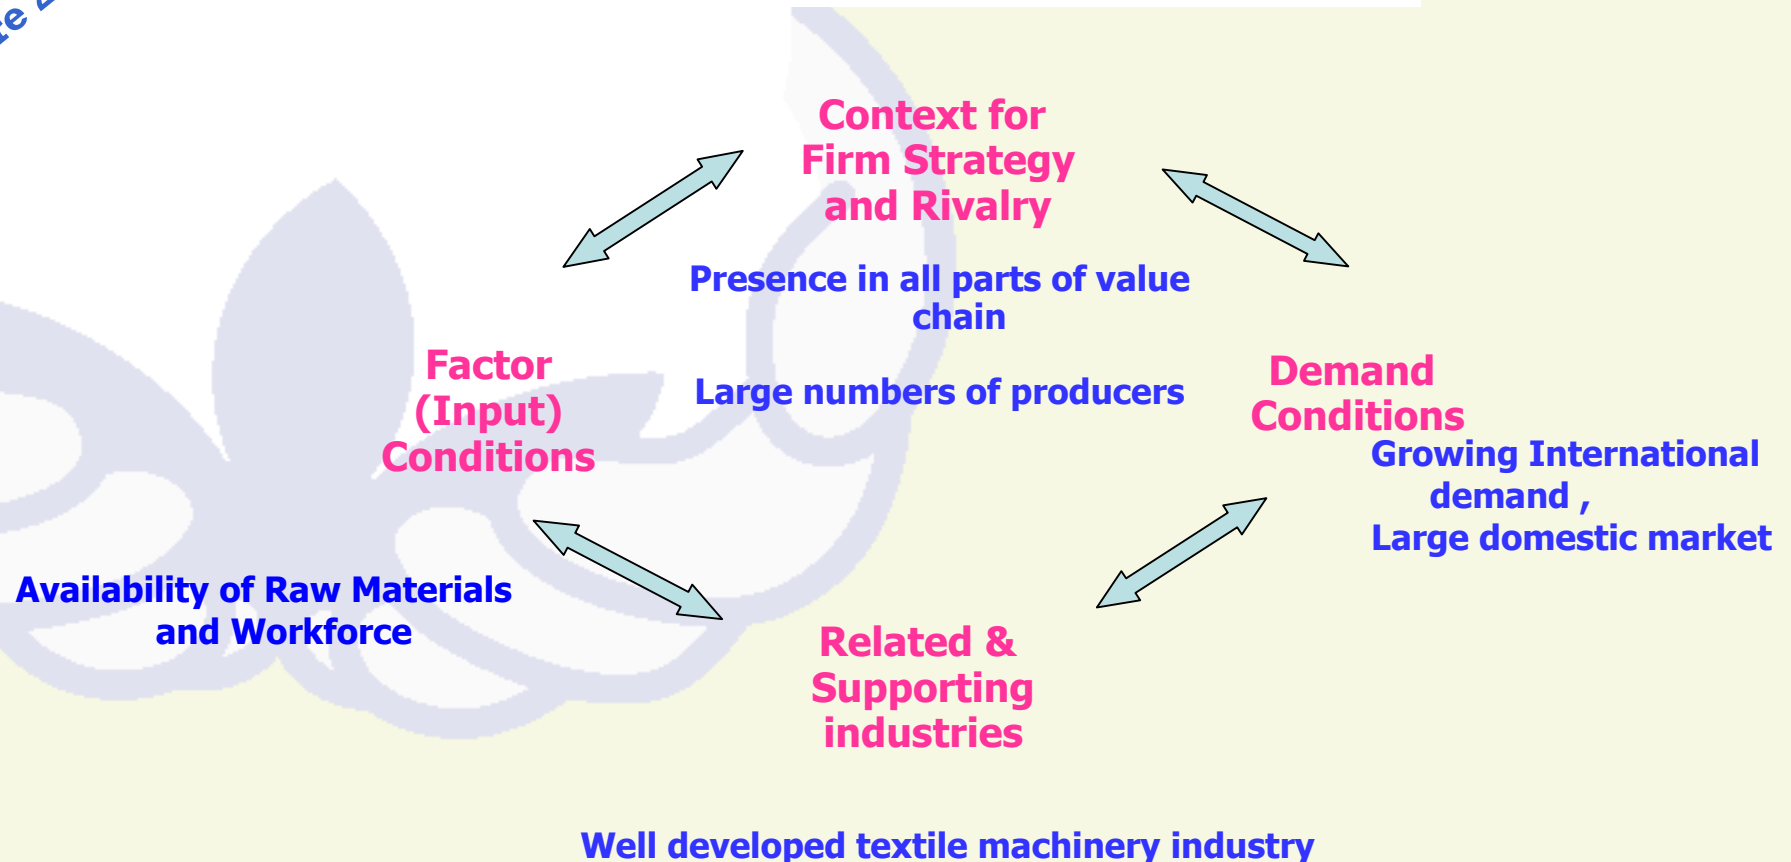 Context for
Firm Strategy
and Rivalry
Presence in all parts of value
chain
Large numbers of producers
Factor
(Input)
Conditions
Demand
Conditions
Growing International
demand ,
Large domestic market
Availability of Raw Materials
and Workforce
Related &
Supporting
industries
Well developed textile machinery industry